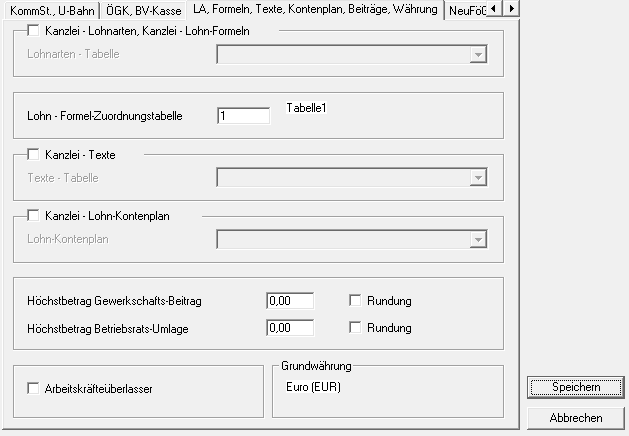 KommSt., U-Bahn ÖGK, BV-Kasse LA, Formeln, Texte, Kontenplan, Beiträge, Währung
Kanzlei - Lohnarten, Kanzlei - Lohn-Formeln
Lohnarten - Tabelle
Lohn - Formel-Zuordnungstabelle 1 Tabelle1
Kanzlei - Texte
Texte - Tabelle
Kanzlei - Lohn-Kontenplan
Lohn-Kontenplan
Höchstbetrag Gewerkschafts-Beitrag 0,00 Rundung
Höchstbetrag Betriebsrats-Umlage 0,00 Rundung
Grundwährung
Arbeitskräfteüberlasser Euro (EUR)
Speichern
Abbrechen